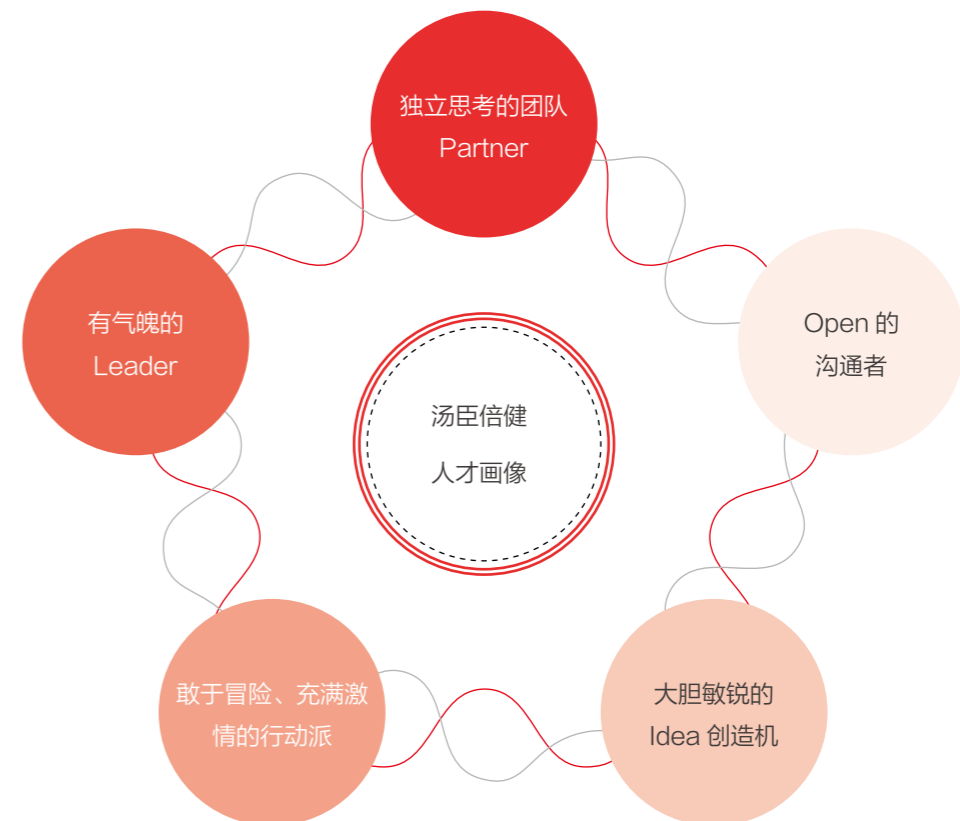 独立思考的团队
Partner
有气魄的
Leader
Open 的
沟通者
汤臣倍健
人才画像
敢于冒险、充满激
情的行动派
大胆敏锐的
Idea 创造机